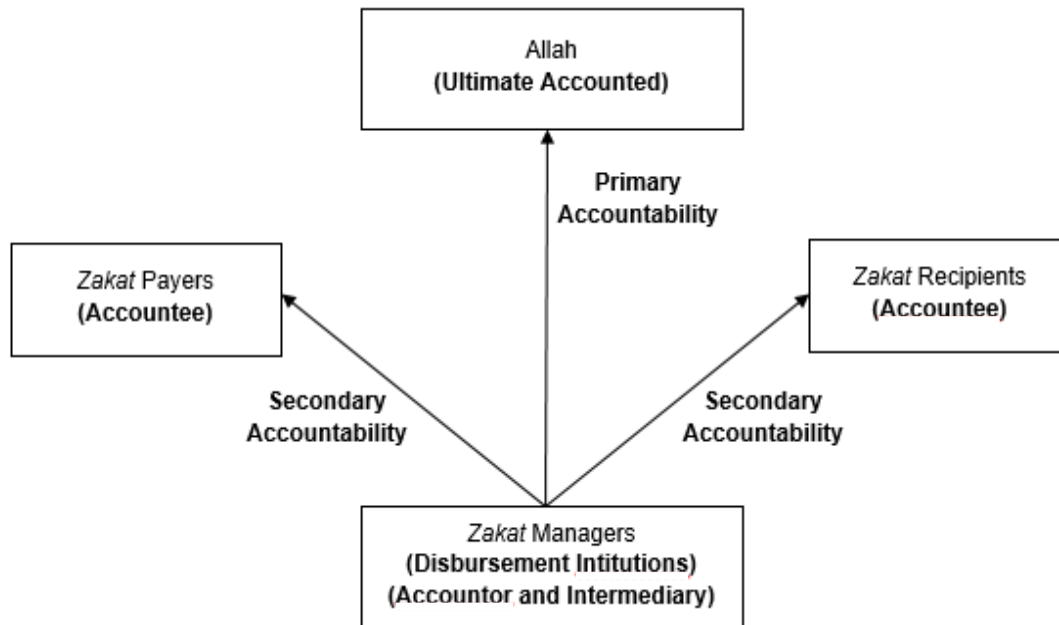 Allah
(Ultimate Accounted)
Primary
Accountability
Zakat Payers
(Accountee)
Zakat Recipients
(Accountee)
Secondary
Accountability
Secondary
Accountability
Zakat Managers
(Disbursement Intitutions)
(Accountor and Intermediary)